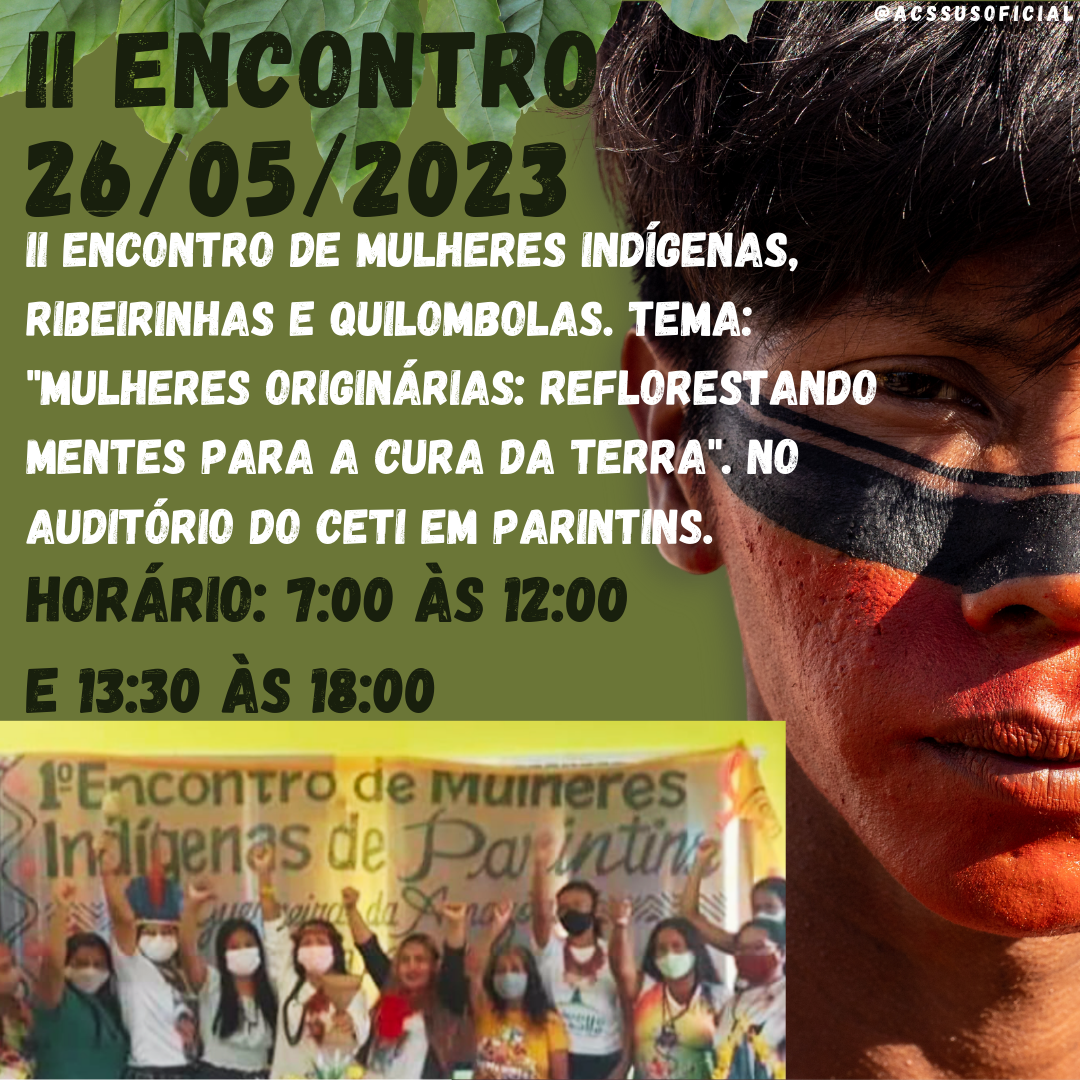 @ACSSUSOFICIAL
II ENCONTRO
26/05/2023
II ENCONTRO DE MULHERES INDÍGENAS,
RIBEIRINHAS E QUILOMBOLAS. TEMA:
"MULHERES ORIGINÁRIAS: REFLORESTANDO
MENTES PARA A CURA DA TERRA". NO
AUDITÓRIO DO CETI EM PARINTINS.
HORÁRIO: 7:00 ÀS 12:00
E 13:30 ÀS 18:00
1º Encontro de Mulheres
Indígenas de Parintins
da